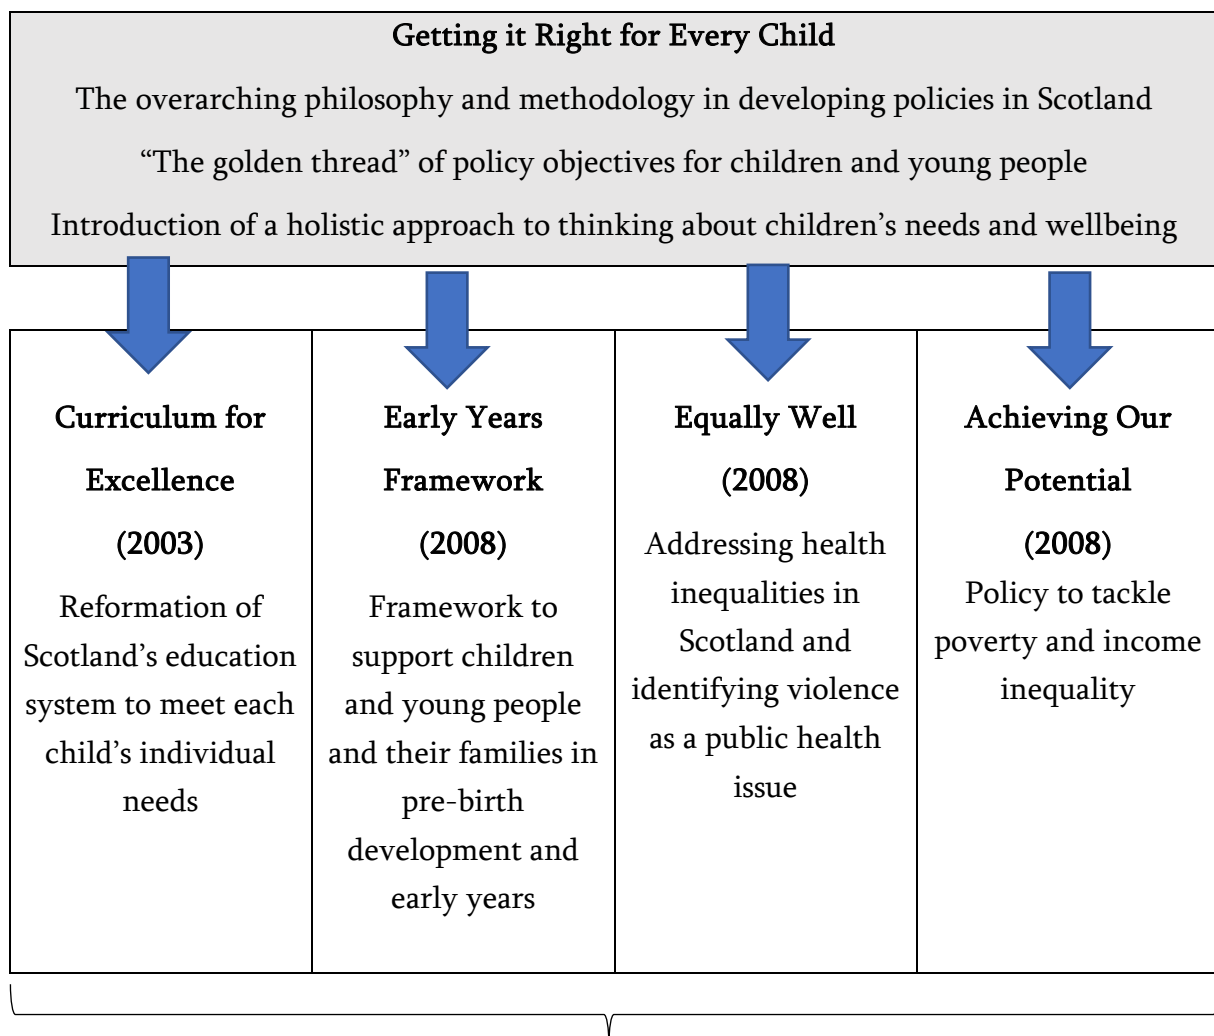 Getting it Right for Every Child
The overarching philosophy and methodology in developing policies in Scotland
“The golden thread” of policy objectives for children and young people
Introduction of a holistic approach to thinking about children’s needs and wellbeing
Curriculum for
Excellence
(2003)
Reformation of
Scotland’s education
system to meet each
child’s individual
needs
Early Years
Framework
(2008)
Framework to
support children
and young people
and their families in
pre-birth
development and
early years
Equally Well
(2008)
Addressing health
inequalities in
Scotland and
identifying violence
as a public health
issue
Achieving Our
Potential
(2008)
Policy to tackle
poverty and income
inequality